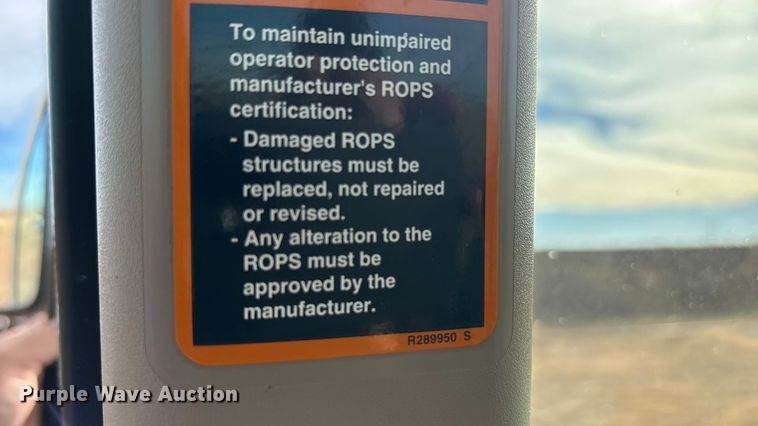 To maintain unimpaired
operator protection and
manufacturer's ROPS
certification:
- Damaged ROPS
structures must be
replaced, not repaired
or revised.
- Any alteration to the
ROPS must be
approved by the
manufacturer.
R289950 S
Purple Wave Auction